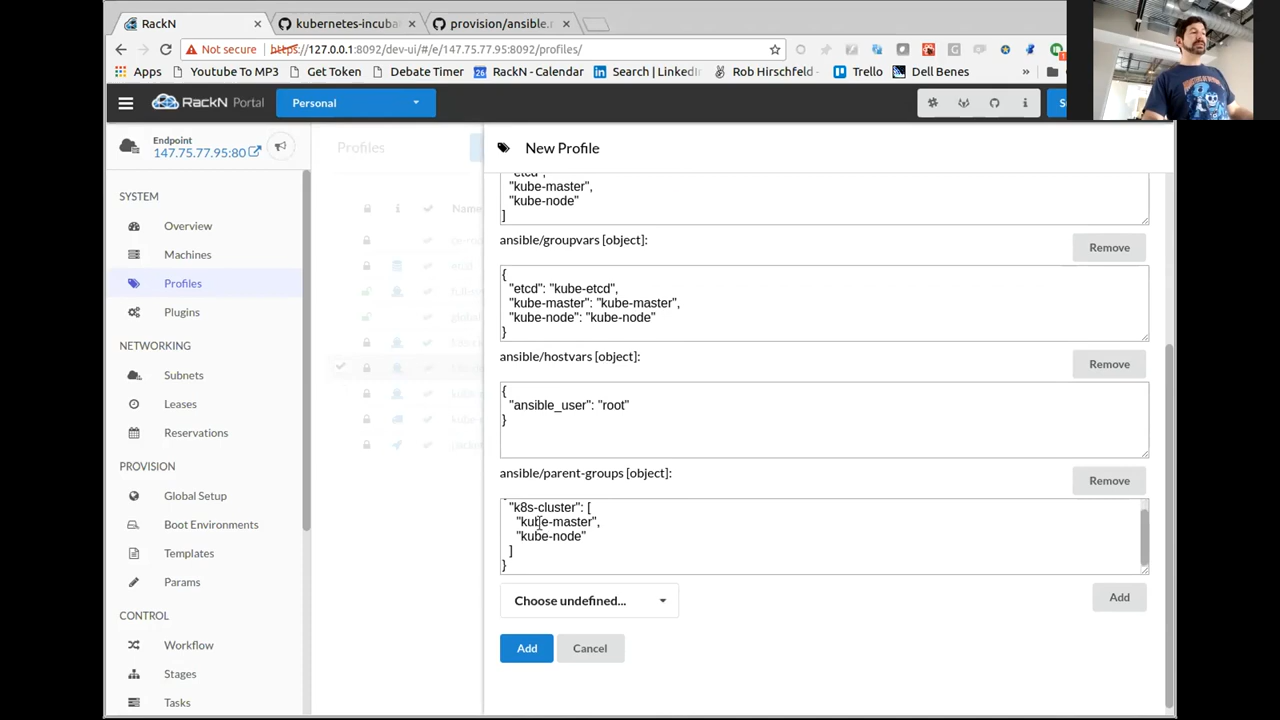 RackN
kubernetes-incuba
provision/ansible.r
Not secure
https://127.0.0.1:8092/dev-ui/#/e/147.75.77.95:8092/profiles/
Apps
Youtube To MP3
Get Token
Debate Timer
26
RackN - Calendar
Search | LinkedI
Rob Hirschfeld -
Trello
Dell Benes
»
RackN Portal
Personal
Endpoint
147.75.77.95:80
SYSTEM
Overview
Machines
Profiles
Plugins
NETWORKING
Subnets
Leases
Reservations
PROVISION
Global Setup
Boot Environments
Templates
Params
CONTROL
Workflow
Stages
Tasks
Profiles
Name
global
New Profile
"etcd",
"kube-master",
"kube-node"
]
ansible/groupvars [object]:
Remove
{
"etcd": "kube-etcd",
"kube-master": "kube-master",
"kube-node": "kube-node"
}
ansible/hostvars [object]:
Remove
{
"ansible_user": "root"
}
ansible/parent-groups [object]:
Remove
"k8s-cluster": [
"kube-master",
"kube-node"
]
}
Choose undefined...
Add
Add
Cancel